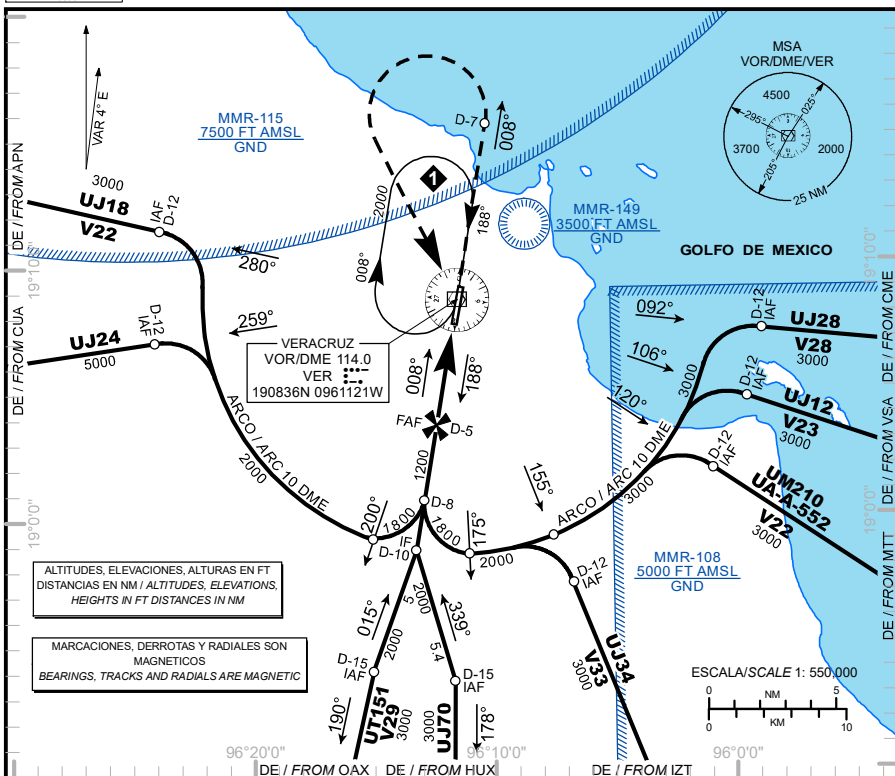 MSA
VOR/DME/VER
4500
025°
295°
3700
2000
205°
25 NM
VAR 4° E
MMR-115
7500 FT AMSL
GND
D-7
008°
1
2000
188°
008°
MMR-149
3500 FT AMSL
GND
GOLFO DE MEXICO
DE / FROM APN
3000
UJ18
V22
IAF
D-12
280°
19°10'0"
19°10'0"
DE / FROM CUA
UJ24
5000
D-12
IAF
259°
VERACRUZ
VOR/DME 114.0
VER
190836N 0961121W
008°
188°
092°
106°
120°
D-12
IAF
UJ28
V28
3000
DE / FROM CME
D-12
IAF
UJ12
V23
3000
DE / FROM VSA
D-12
IAF
UM210
UA-A-552
V22
3000
DE / FROM MTT
3000
ARCO / ARC 10 DME
3000
ARCO / ARC 10 DME
2000
FAF
D-5
1200
D-8
1800
1800
200°
175°
155°
2000
IF
D-10
19°0'0"
19°0'0"
D-12
IAF
UJ34
V33
3000
MMR-108
5000 FT AMSL
GND
5
2000
015°
2000
339°
5.4
D-15
IAF
D-15
IAF
190°
UT151
V29
3000
3000
UJ70
178°
ALTITUDES, ELEVACIONES, ALTURAS EN FT
DISTANCIAS EN NM / ALTITUDES, ELEVATIONS,
HEIGHTS IN FT DISTANCES IN NM
MARCACIONES, DERROTAS Y RADIALES SON
MAGNETICOS
BEARINGS, TRACKS AND RADIALS ARE MAGNETIC
ESCALA/SCALE 1: 550,000
0
NM
5
0
KM
10
96°20'0"
96°10'0"
96°0'0"
DE / FROM OAX
DE / FROM HUX
DE / FROM IZT